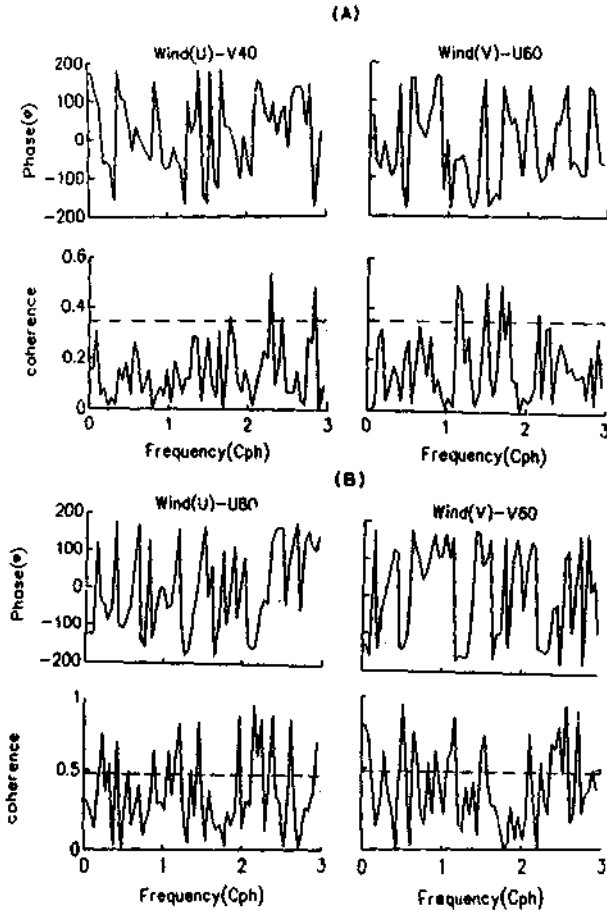 (A)
Wind(U)-V40
Wind(V)-U60
Phase(°)
200
100
0
-100
-200
coherence
0.6
0.4
0.2
0
0 1 2 3
0 1 2 3
Frequency(Cph)
Frequency(Cph)
(B)
Wind(U)-U80
Wind(V)-V60
Phase(°)
200
100
0
-100
-200
coherence
1
0.5
0
0 1 2 3
0 1 2 3
Frequency(Cph)
Frequency(Cph)